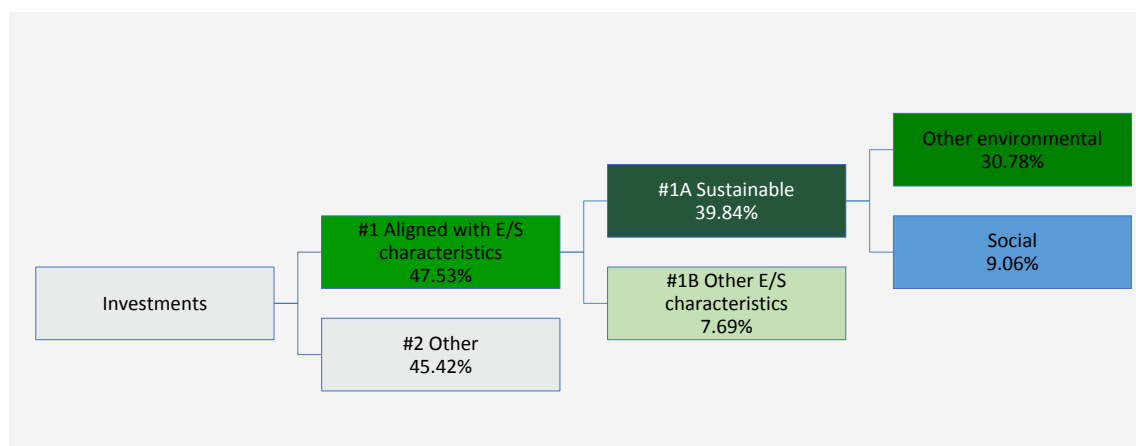 Investments
#1 Aligned with E/S
characteristics
47.53%
#2 Other
45.42%
#1A Sustainable
39.84%
#1B Other E/S
characteristics
7.69%
Other environmental
30.78%
Social
9.06%